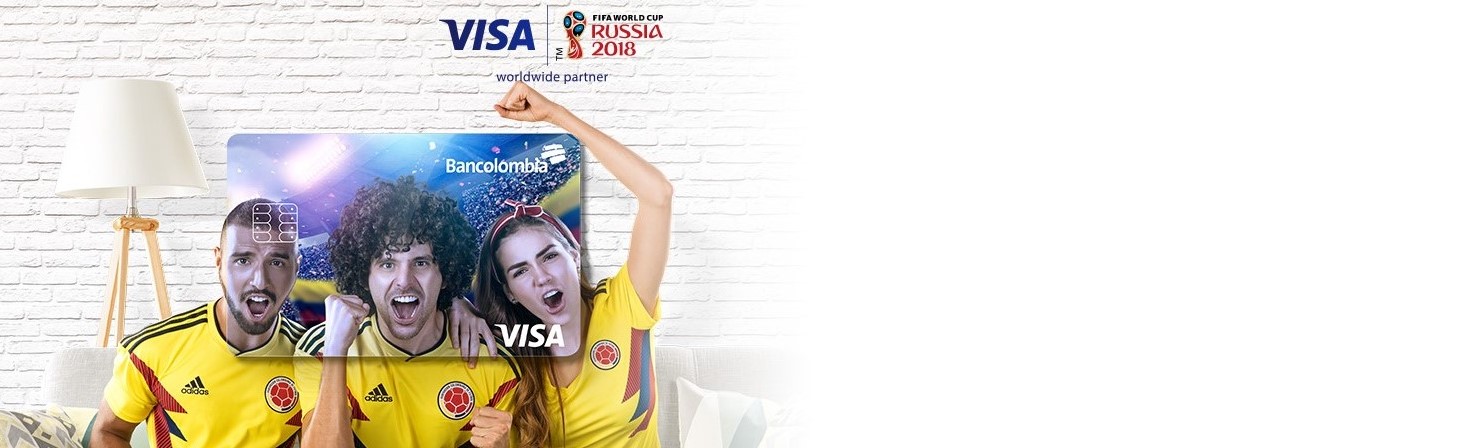 VISA
FIFA WORLD CUP
RUSSIA
2018
TM
worldwide partner
Bancolombia
VISA
adidas
adidas